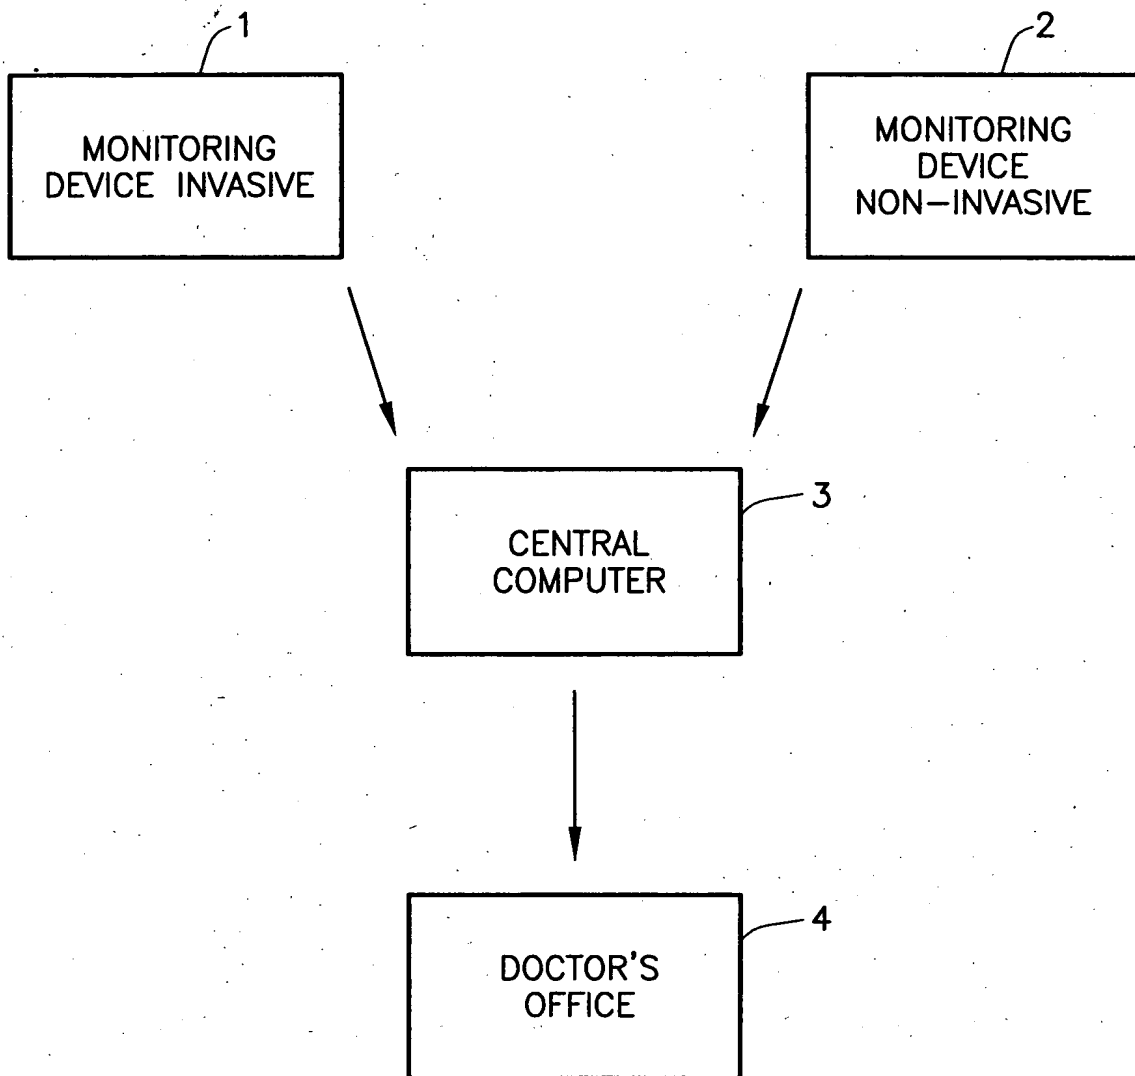 1
MONITORING
DEVICE INVASIVE
2
MONITORING
DEVICE
NON-INVASIVE
3
CENTRAL
COMPUTER
4
DOCTOR'S
OFFICE